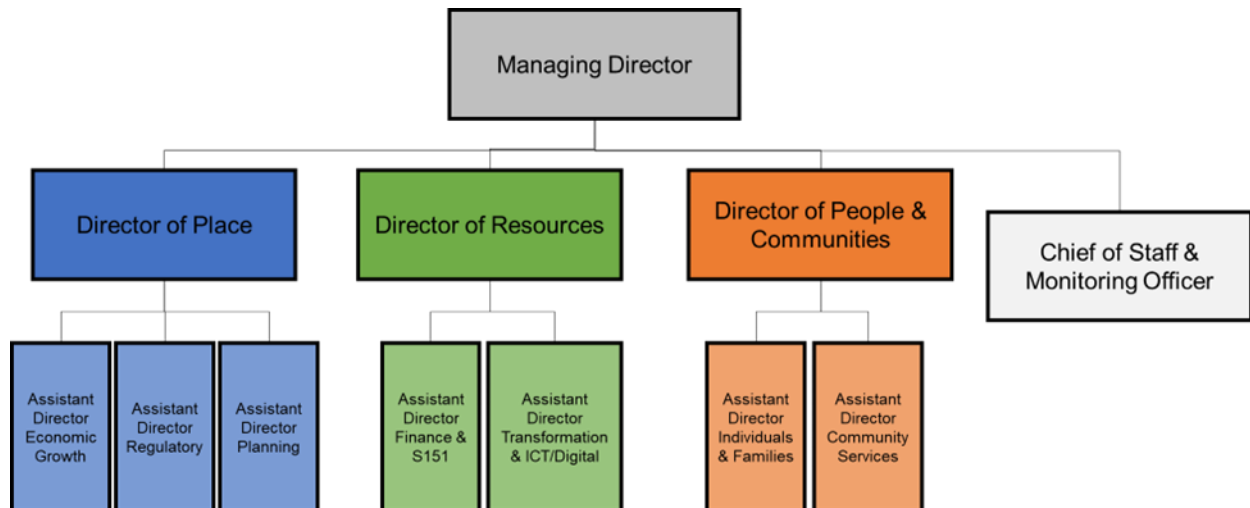 Managing Director
Director of Place
Director of Resources
Director of People &
Communities
Chief of Staff &
Monitoring Officer
Assistant
Director
Economic
Growth
Assistant
Director
Regulatory
Assistant
Director
Planning
Assistant
Director
Finance &
S151
Assistant
Director
Transformation
& ICT/Digital
Assistant
Director
Individuals
& Families
Assistant
Director
Community
Services